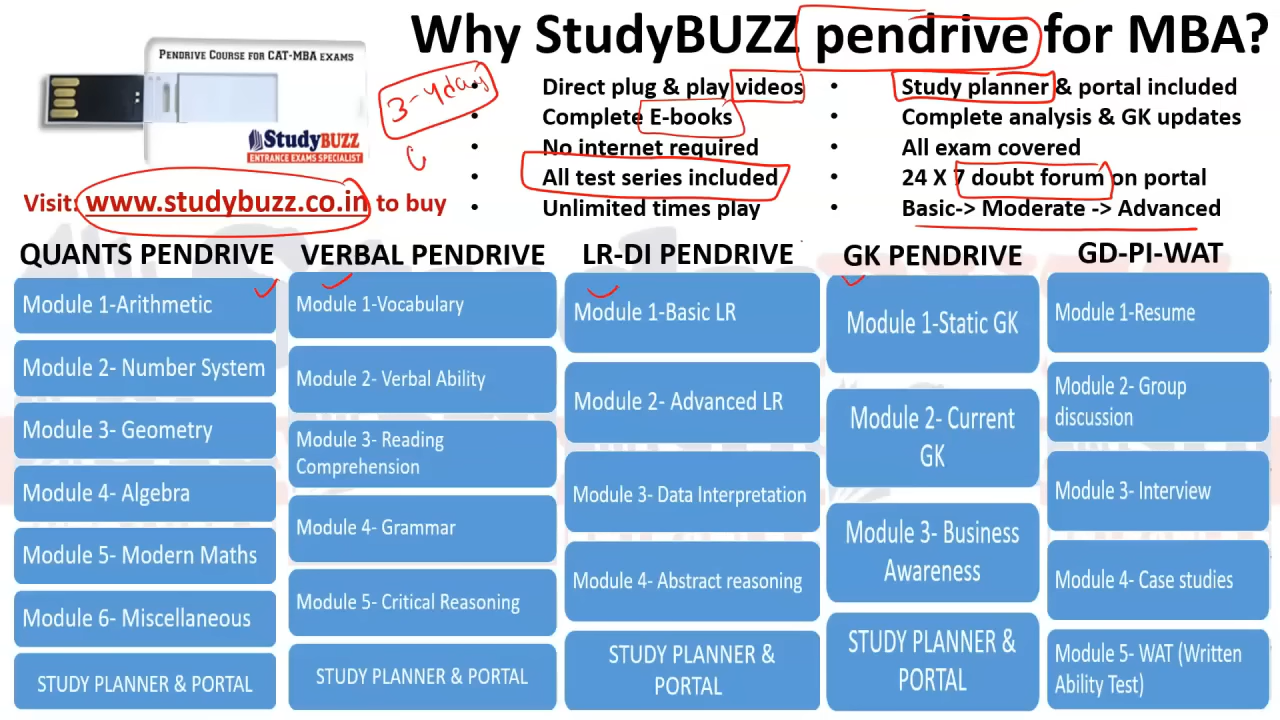 Why StudyBUZZ pendrive for MBA?
PENDRIVE COURSE FOR CAT-MBA EXAMS
StudyBUZZ
ENTRANCE EXAMS SPECIALIST
Visit: www.studybuzz.co.in to buy
3-4 days
• Direct plug & play videos
• Complete E-books
• No internet required
• All test series included
• Unlimited times play
• Study planner & portal included
• Complete analysis & GK updates
• All exam covered
• 24 X 7 doubt forum on portal
• Basic-> Moderate -> Advanced
QUANTS PENDRIVE
Module 1-Arithmetic
Module 2- Number System
Module 3- Geometry
Module 4- Algebra
Module 5- Modern Maths
Module 6- Miscellaneous
STUDY PLANNER & PORTAL
VERBAL PENDRIVE
Module 1-Vocabulary
Module 2- Verbal Ability
Module 3- Reading
Comprehension
Module 4- Grammar
Module 5- Critical Reasoning
STUDY PLANNER & PORTAL
LR-DI PENDRIVE
Module 1-Basic LR
Module 2- Advanced LR
Module 3- Data Interpretation
Module 4- Abstract reasoning
STUDY PLANNER &
PORTAL
GK PENDRIVE
Module 1-Static GK
Module 2- Current
GK
Module 3- Business
Awareness
STUDY PLANNER &
PORTAL
GD-PI-WAT
Module 1-Resume
Module 2- Group
discussion
Module 3- Interview
Module 4- Case studies
Module 5- WAT (Written
Ability Test)